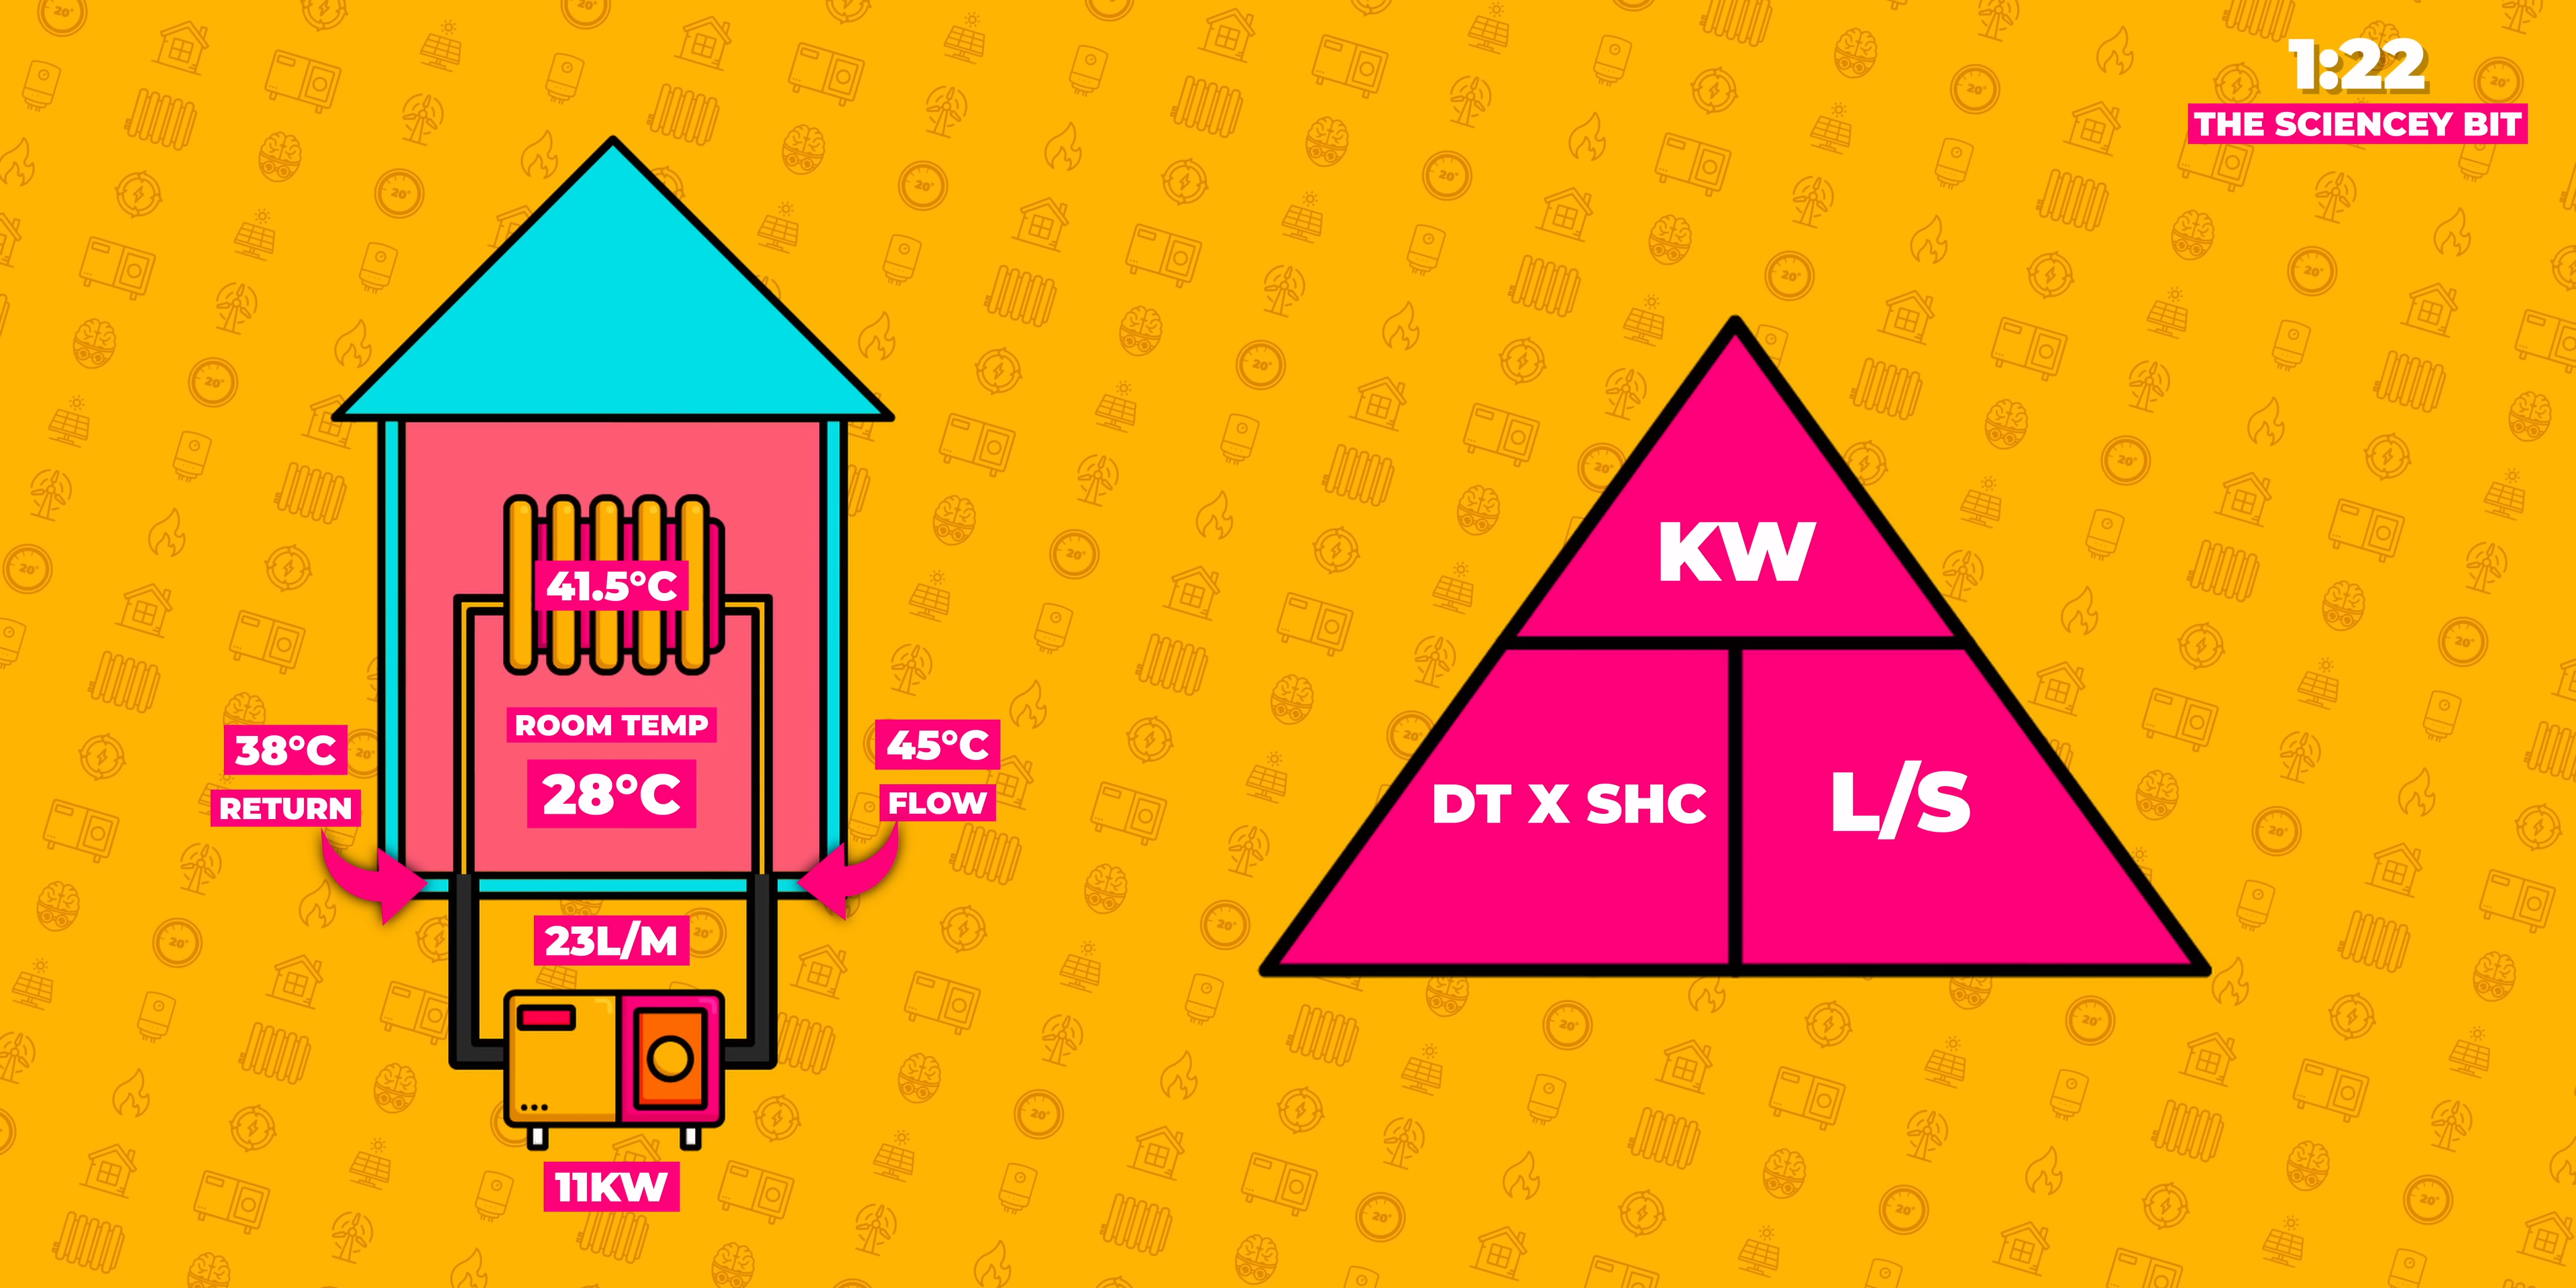 1:22
THE SCIENCEY BIT
41.5°C
ROOM TEMP
28°C
38°C
RETURN
45°C
FLOW
23L/M
11KW
KW
DT X SHC
L/S
20°